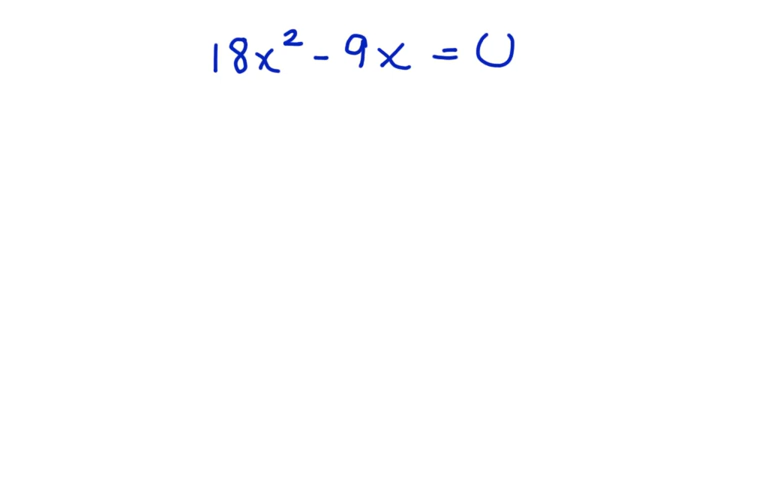 18x² - 9x = 0